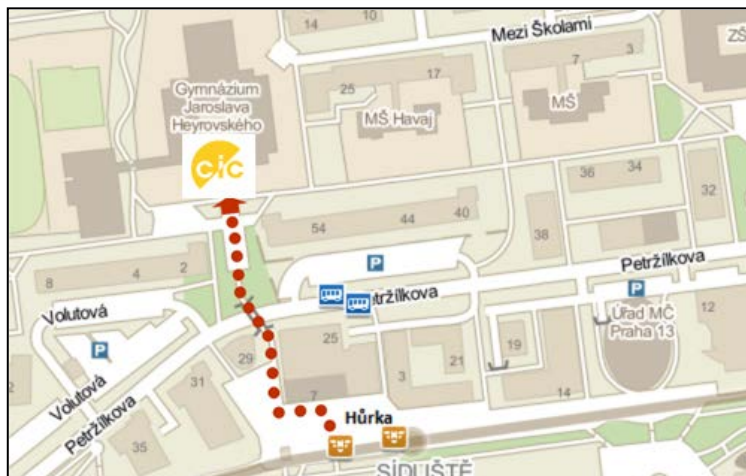 14
10
Mezi Školami
7
3
ZŠ
Gymnázium
Jaroslava
Heyrovského
25
17
MŠ Havaj
MŠ
cic
36
34
32
54
44
40
38
8
4
2
P
Petržílkova
Petržílkova
P
Volutová
Úřad MČ
Praha 13
12
P
29
25
21
19
3
7
14
Volutová
31
Petržílkova
35
Hůrka
SÍDLIŠTĚ